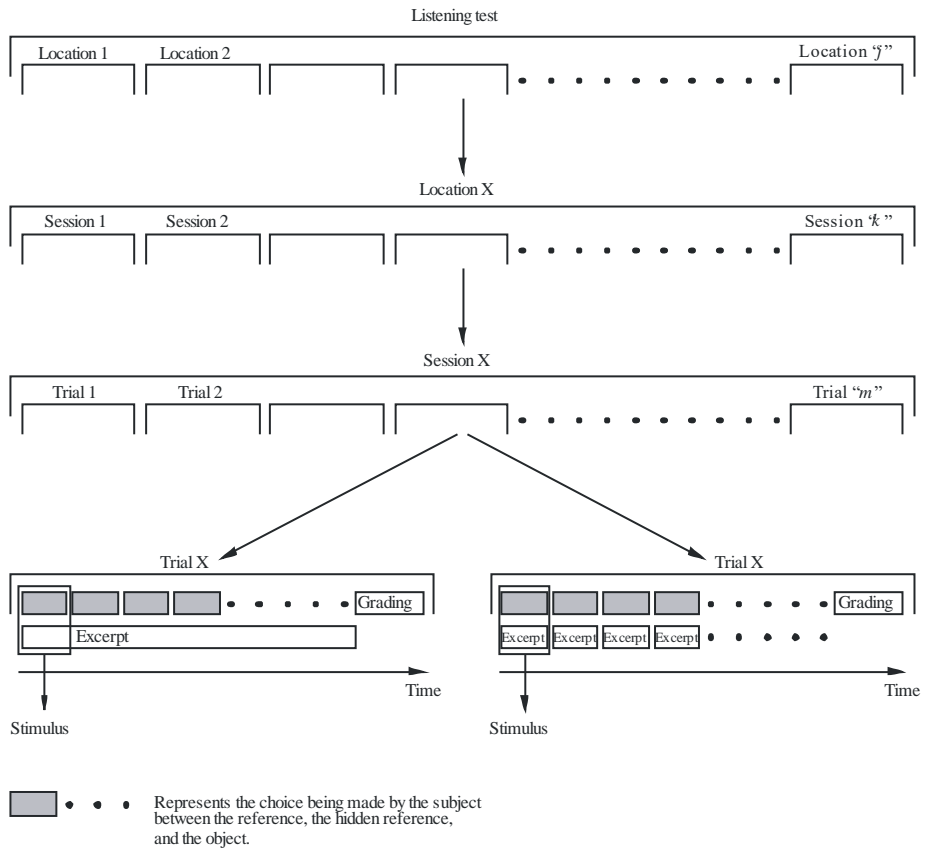 Listening test
Location 1 Location 2 Location “j”
Location X
Session 1 Session 2 Session “k”
Session X
Trial 1 Trial 2 Trial “m”
Trial X Trial X
Grading Grading
Excerpt Excerpt Excerpt Excerpt Excerpt
Time Time
Stimulus Stimulus
Represents the choice being made by the subject
between the reference, the hidden reference,
and the object.